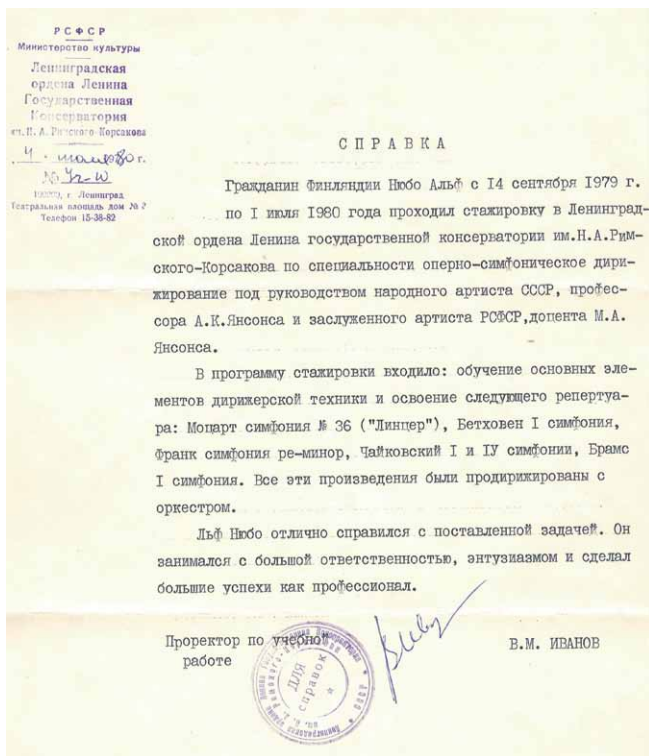 РСФСР
Министерство культуры
Ленинградская
ордена Ленина
Государственная
Консерватория
им. Н. А. Римского-Корсакова
г.
№
г. Ленинград
Театральная площадь дом № 2
Телефон 15-38-82
СПРАВКА
Гражданин Финляндии Нюбо Альф с 14 сентября 1979 г.
по I июля 1980 года проходил стажировку в Ленинград-
ской ордена Ленина государственной консерватории им.Н.А.Рим-
ского-Корсакова по специальности оперно-симфоническое дири-
жирование под руководством народного артиста СССР, профес-
сора А.К.Янсонса и заслуженного артиста РСФСР,доцента М.А.
Янсонса.
В программу стажировки входило: обучение основных эле-
ментов дирижерской техники и освоение следующего репертуа-
ра: Моцарт симфония № 36 ("Линцер"), Бетховен I симфония,
Франк симфония ре-минор, Чайковский I и IУ симфонии, Брамс
I симфония. Все эти произведения были продирижированы с
оркестром.
Льф Нюбо отлично справился с поставленной задачей. Он
занимался с большой ответственностью, энтузиазмом и сделал
большие успехи как профессионал.
Проректор по учебной
работе
В.М. ИВАНОВ
ДЛЯ
справок